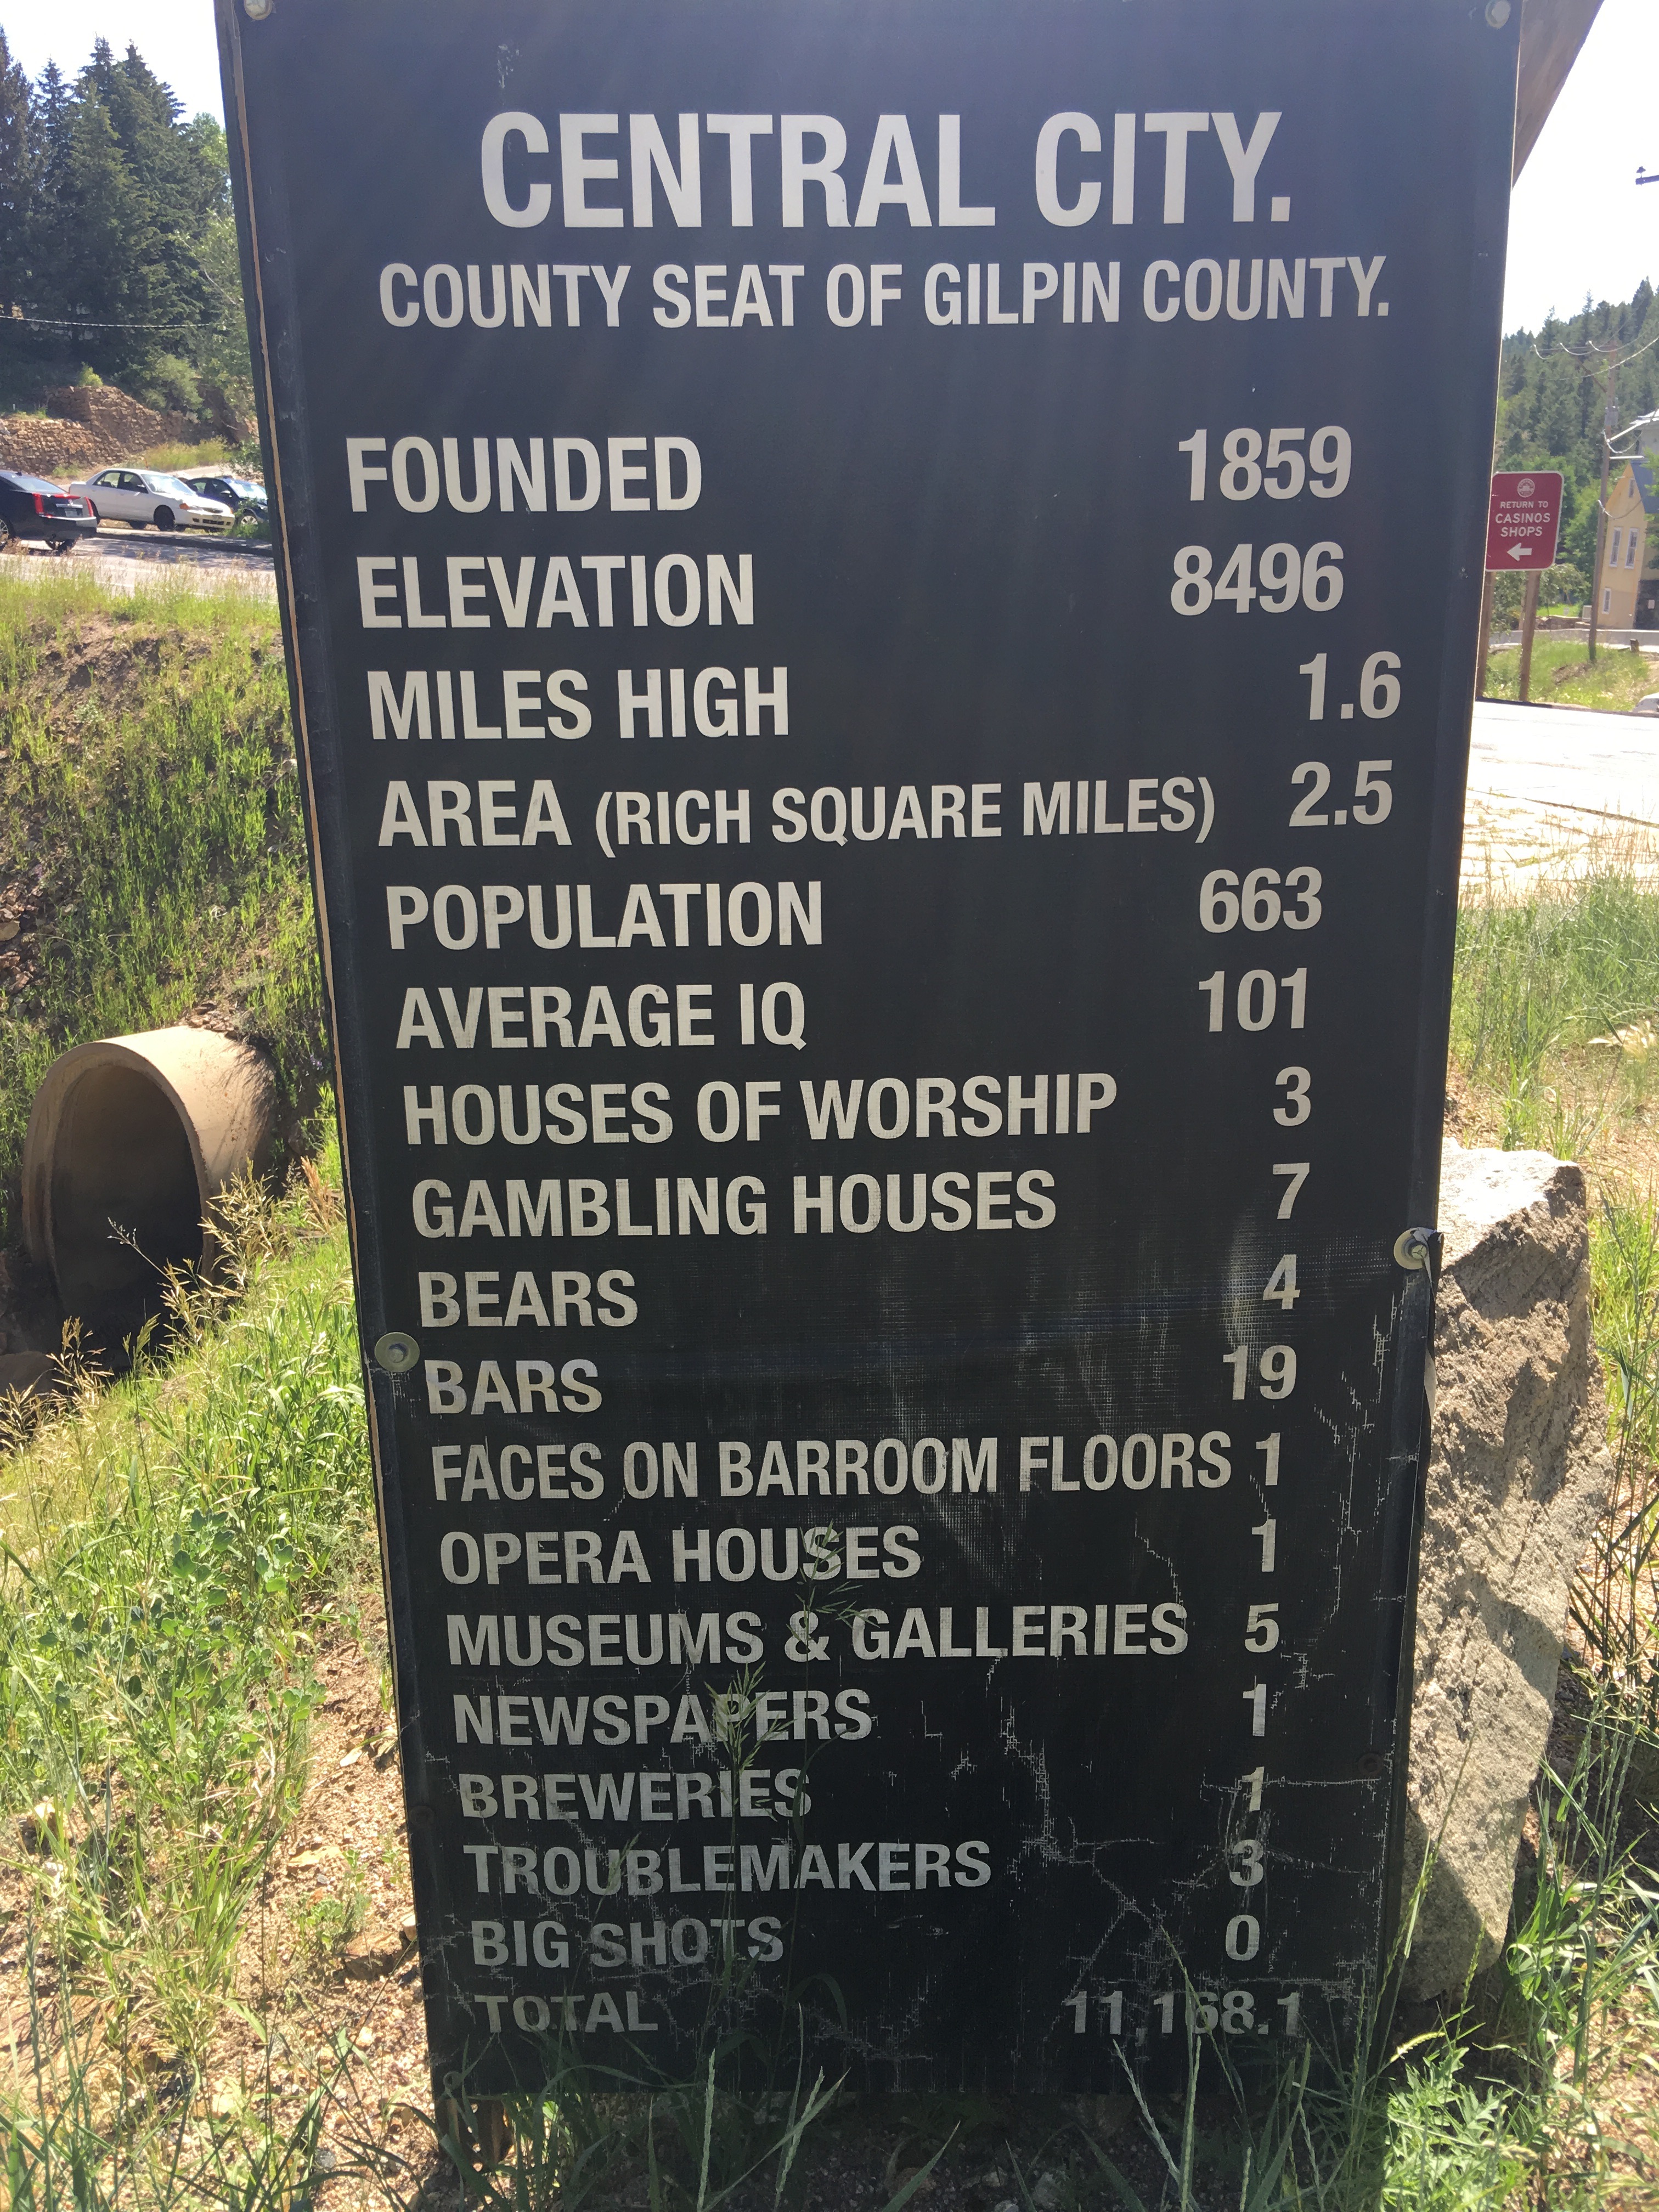 CENTRAL CITY.
COUNTY SEAT OF GILPIN COUNTY.
FOUNDED 1859
ELEVATION 8496
MILES HIGH 1.6
AREA (RICH SQUARE MILES) 2.5
POPULATION 663
AVERAGE IQ 101
HOUSES OF WORSHIP 3
GAMBLING HOUSES 7
BEARS 4
BARS 19
FACES ON BARROOM FLOORS 1
OPERA HOUSES 1
MUSEUMS & GALLERIES 5
NEWSPAPERS 1
BREWERIES 1
TROUBLEMAKERS 3
BIG SHOTS 0
TOTAL 11,168.1
RETURN TO
CASINOS
SHOPS